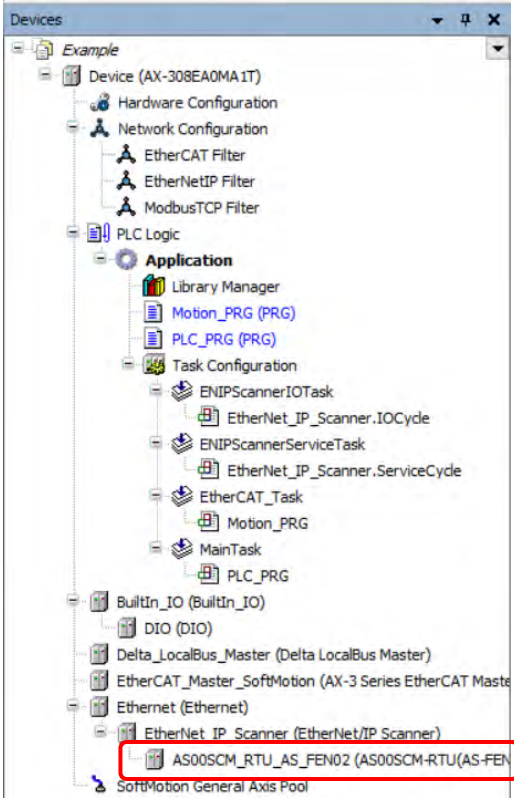 Devices
Example
Device (AX-308EA0MA1T)
Hardware Configuration
Network Configuration
EtherCAT Filter
EtherNetIP Filter
ModbusTCP Filter
PLC Logic
Application
Library Manager
Motion_PRG (PRG)
PLC_PRG (PRG)
Task Configuration
ENIPScannerIOTask
EtherNet_IP_Scanner.IOCycle
ENIPScannerServiceTask
EtherNet_IP_Scanner.ServiceCycle
EtherCAT_Task
Motion_PRG
MainTask
PLC_PRG
BuiltIn_IO (BuiltIn_IO)
DIO (DIO)
Delta_LocalBus_Master (Delta LocalBus Master)
EtherCAT_Master_SoftMotion (AX-3 Series EtherCAT Maste
Ethernet (Ethernet)
EtherNet_IP_Scanner (EtherNet/IP Scanner)
AS00SCM_RTU_AS_FEN02 (AS00SCM-RTU(AS-FEN
SoftMotion General Axis Pool